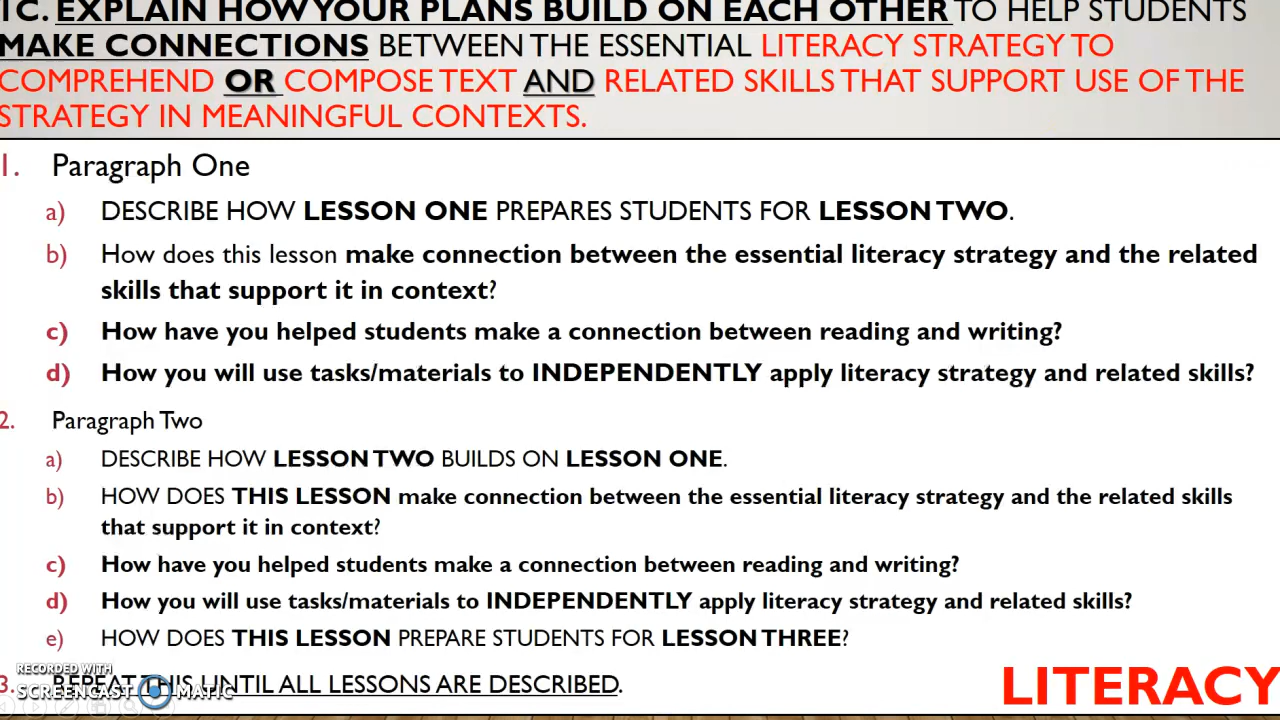 1C. EXPLAIN HOW YOUR PLANS BUILD ON EACH OTHER TO HELP STUDENTS
MAKE CONNECTIONS BETWEEN THE ESSENTIAL LITERACY STRATEGY TO
COMPREHEND OR COMPOSE TEXT AND RELATED SKILLS THAT SUPPORT USE OF THE
STRATEGY IN MEANINGFUL CONTEXTS.
1. Paragraph One
a) DESCRIBE HOW LESSON ONE PREPARES STUDENTS FOR LESSON TWO.
b) How does this lesson make connection between the essential literacy strategy and the related
skills that support it in context?
c) How have you helped students make a connection between reading and writing?
d) How you will use tasks/materials to INDEPENDENTLY apply literacy strategy and related skills?
2. Paragraph Two
a) DESCRIBE HOW LESSON TWO BUILDS ON LESSON ONE.
b) HOW DOES THIS LESSON make connection between the essential literacy strategy and the related skills
that support it in context?
c) How have you helped students make a connection between reading and writing?
d) How you will use tasks/materials to INDEPENDENTLY apply literacy strategy and related skills?
e) HOW DOES THIS LESSON PREPARE STUDENTS FOR LESSON THREE?
3. REPEAT THIS UNTIL ALL LESSONS ARE DESCRIBED.
RECORDED WITH
SCREENCAST MATIC
LITERACY